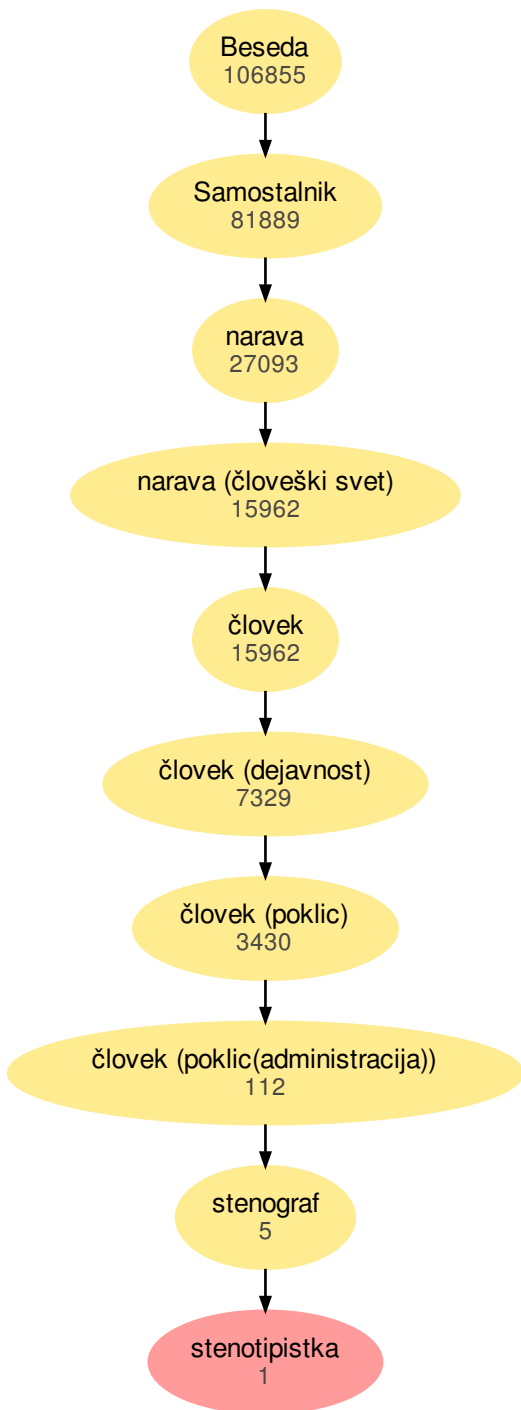 Beseda
106855
Samostalnik
81889
narava
27093
narava (človeški svet)
15962
človek
15962
človek (dejavnost)
7329
človek (poklic)
3430
človek (poklic(administracija))
112
stenograf
5
stenotipistka
1